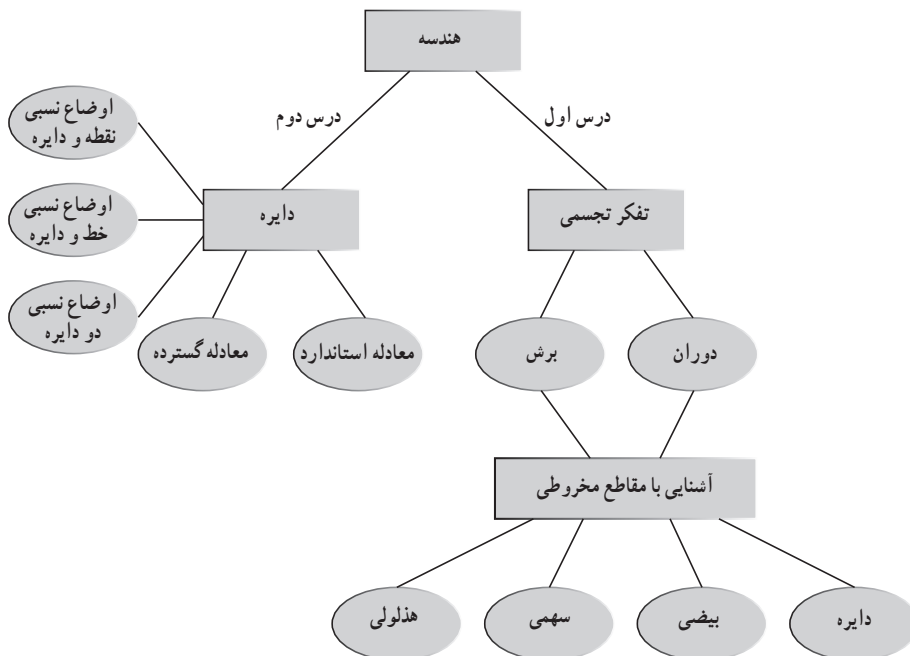 هندسه
درس اول
درس دوم
تفکر تجسمی
دایره
اوضاع نسبی
نقطه و دایره
اوضاع نسبی
خط و دایره
اوضاع نسبی
دو دایره
معادله استاندارد
معادله گسترده
دوران
برش
آشنایی با مقاطع مخروطی
دایره
بیضی
سهمی
هذلولی